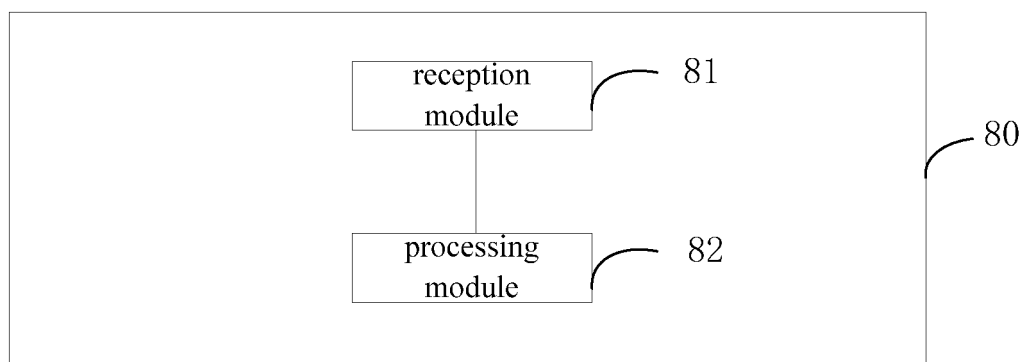 reception
module
81
80
processing
module
82